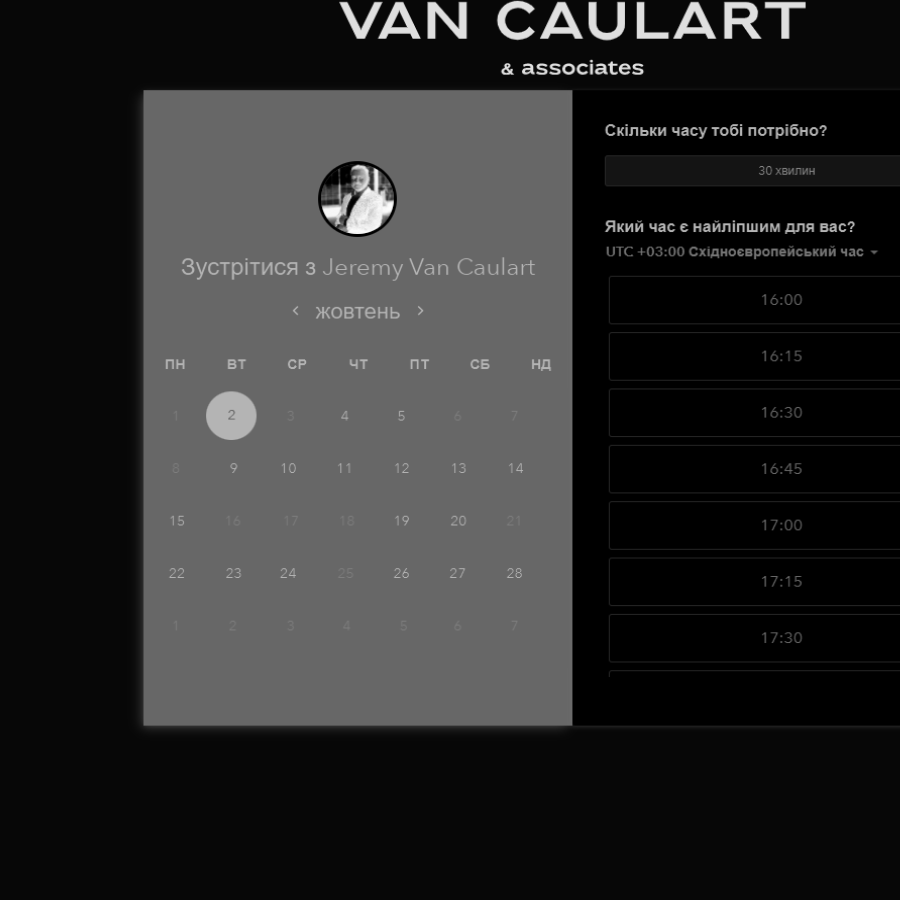 VAN CAULART
& associates
Зустрітися з Jeremy Van Caulart
жовтень
ПН ВТ СР ЧТ ПТ СБ НД
1 2 3 4 5 6 7
8 9 10 11 12 13 14
15 16 17 18 19 20 21
22 23 24 25 26 27 28
1 2 3 4 5 6 7
Скільки часу тобі потрібно?
30 хвилин
Який час є найліпшим для вас?
UTC +03:00 Східноєвропейський час
16:00
16:15
16:30
16:45
17:00
17:15
17:30